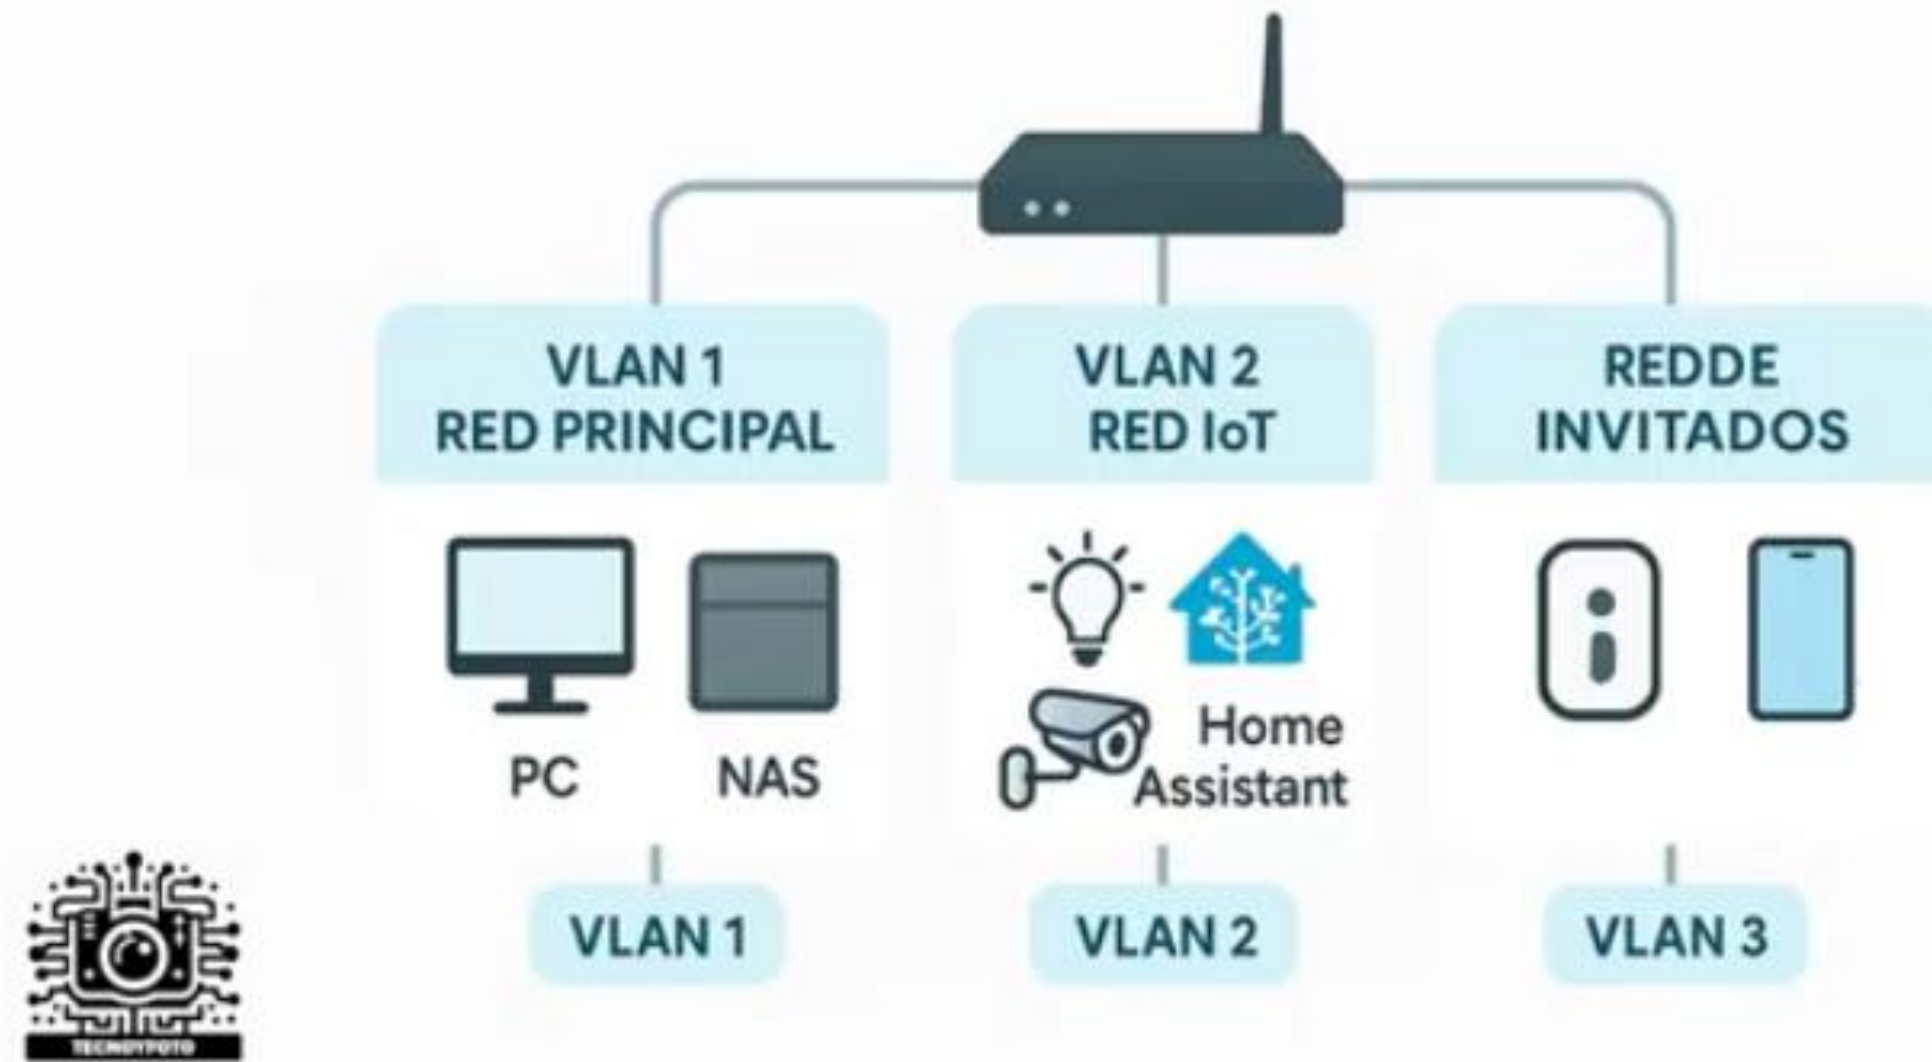 VLAN 1
RED PRINCIPAL
VLAN 2
RED IoT
REDDE
INVITADOS
PC
NAS
Home
Assistant
VLAN 1
VLAN 2
VLAN 3
TECNOYFOTO